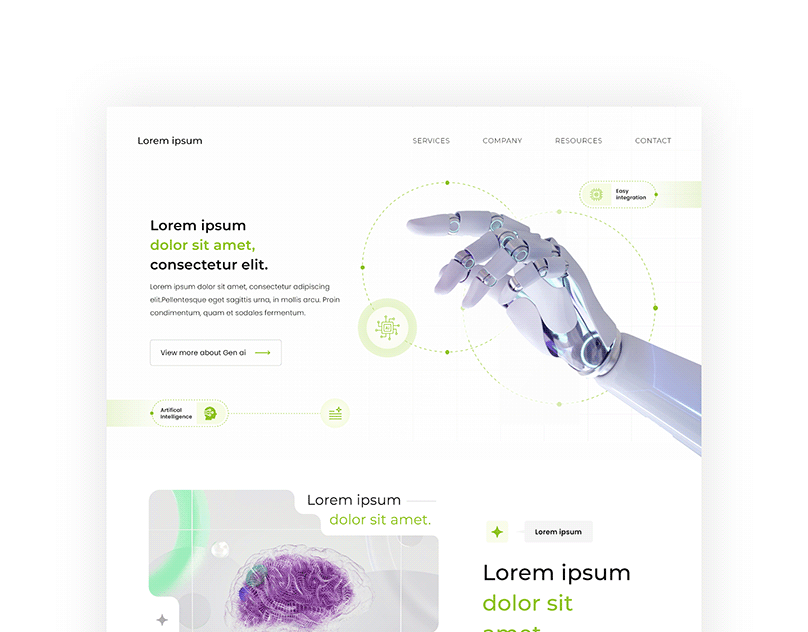 Lorem ipsum
SERVICES
COMPANY
RESOURCES
CONTACT
Easy
integration
Lorem ipsum
dolor sit amet,
consectetur elit.
Lorem ipsum dolor sit amet, consectetur adipiscing
elit.Pellentesque eget sagittis urna, in mollis arcu. Proin
condimentum, quam et sodales fermentum.
View more about Gen ai
Artifical
Intelligence
Lorem ipsum
dolor sit amet.
Lorem ipsum
Lorem ipsum
dolor sit
amet